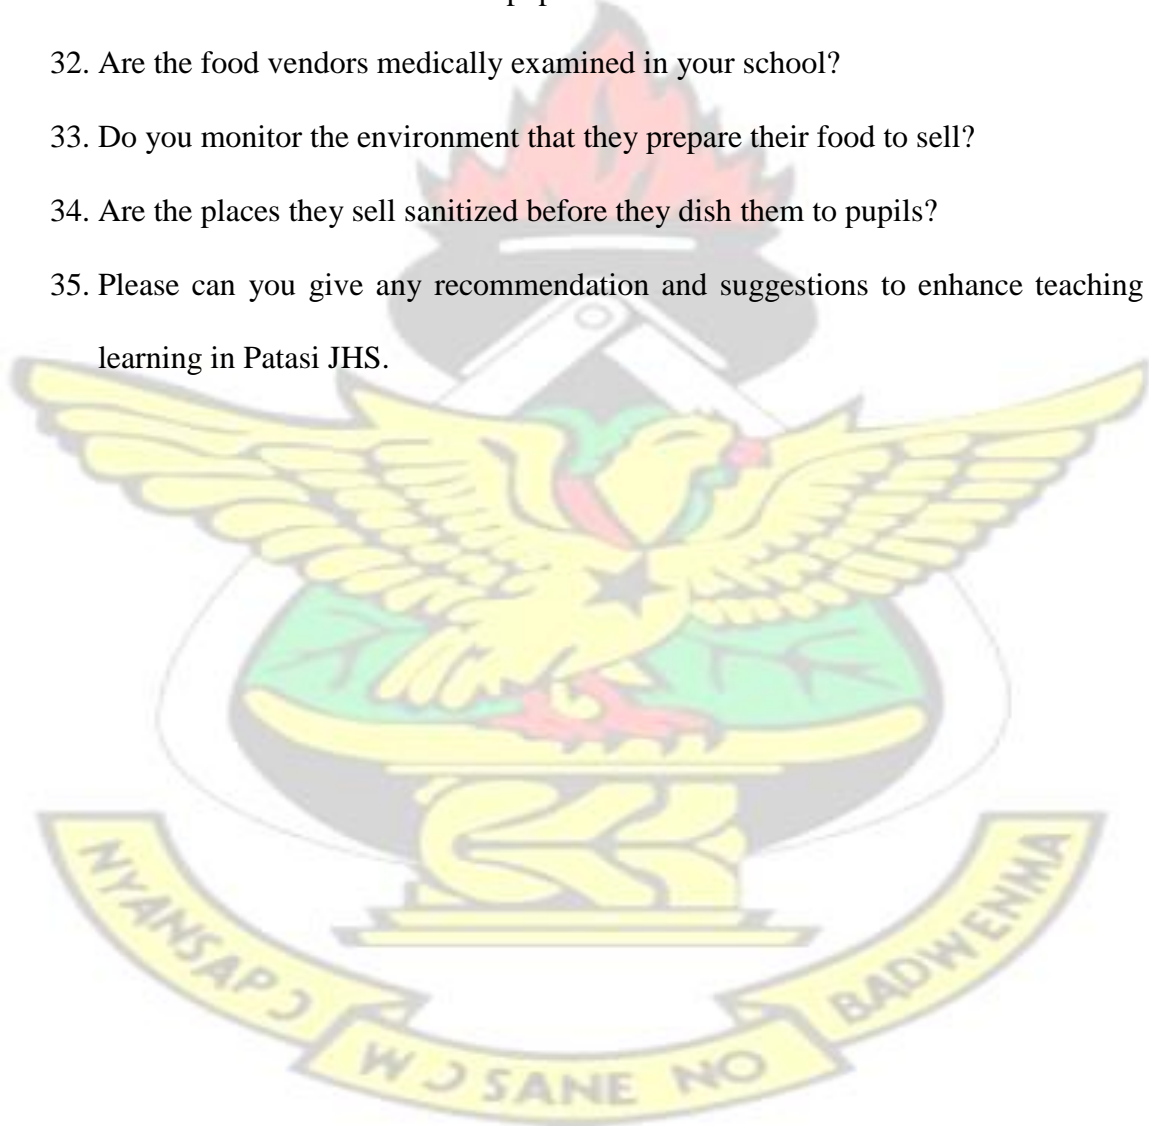 32. Are the food vendors medically examined in your school?
33. Do you monitor the environment that they prepare their food to sell?
34. Are the places they sell sanitized before they dish them to pupils?
35. Please can you give any recommendation and suggestions to enhance teaching
learning in Patasi JHS.
NYANSAPƆ
WƆSANE NO
BADWENMA